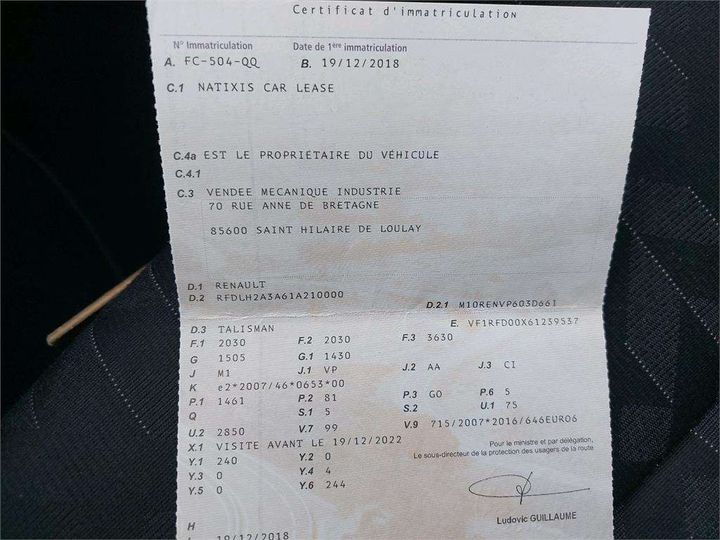 Certificat d'immatriculation
N° Immatriculation Date de 1ère immatriculation
A. FC-504-QQ B. 19/12/2018
C.1 NATIXIS CAR LEASE
C.4a EST LE PROPRIÉTAIRE DU VÉHICULE
C.4.1
C.3 VENDEE MECANIQUE INDUSTRIE
70 RUE ANNE DE BRETAGNE
85600 SAINT HILAIRE DE LOULAY
D.1 RENAULT
D.2 RFDLH2A3A61A210000 D.2.1 M10RENVP603D661
D.3 TALISMAN E. VF1RFD00X61239537
F.1 2030 F.2 2030 F.3 3630
G 1505 G.1 1430
J M1 J.1 VP J.2 AA J.3 CI
K e2*2007/46*0653*00
P.1 1461 P.2 81 P.3 GO P.6 5
Q S.1 5 S.2 U.1 75
U.2 2850 V.7 99 V.9 715/2007*2016/646EURO6
X.1 VISITE AVANT LE 19/12/2022
Pour le ministre et par délégation,
Le sous-directeur de la protection des usagers de la route
Y.1 240 Y.2 0
Y.3 0 Y.4 4
Y.5 0 Y.6 244
Ludovic GUILLAUME
H
19/12/2018